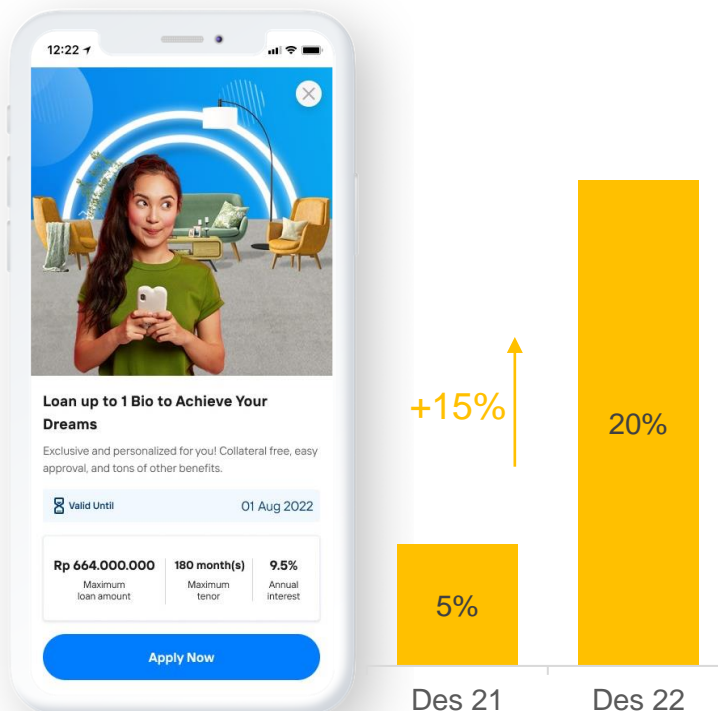 12:22
Loan up to 1 Bio to Achieve Your
Dreams
Exclusive and personalized for you! Collateral free, easy
approval, and tons of other benefits.
Valid Until
01 Aug 2022
Rp 664.000.000
Maximum
loan amount
180 month(s)
Maximum
tenor
9.5%
Annual
interest
Apply Now
+15%
5%
20%
Des 21
Des 22